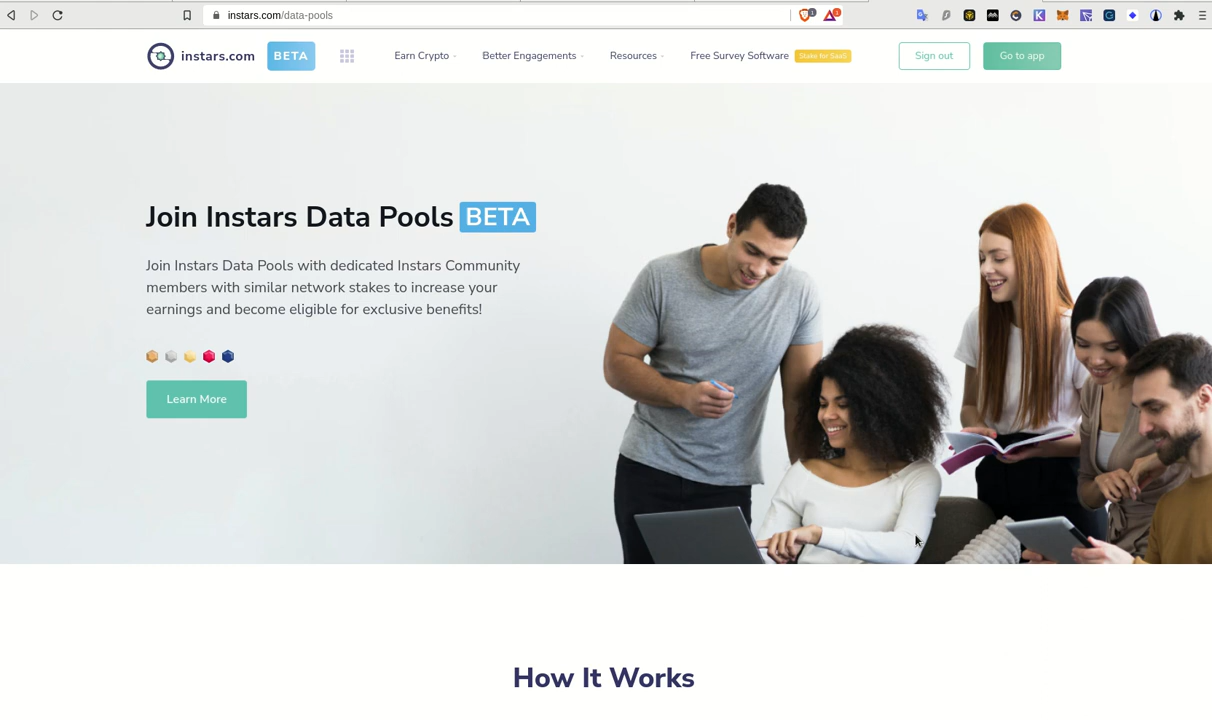 instars.com/data-pools
1
1
instars.com BETA Earn Crypto Better Engagements Resources Free Survey Software Stake for SaaS Sign out Go to app
Join Instars Data Pools BETA
Join Instars Data Pools with dedicated Instars Community
members with similar network stakes to increase your
earnings and become eligible for exclusive benefits!
Learn More
How It Works